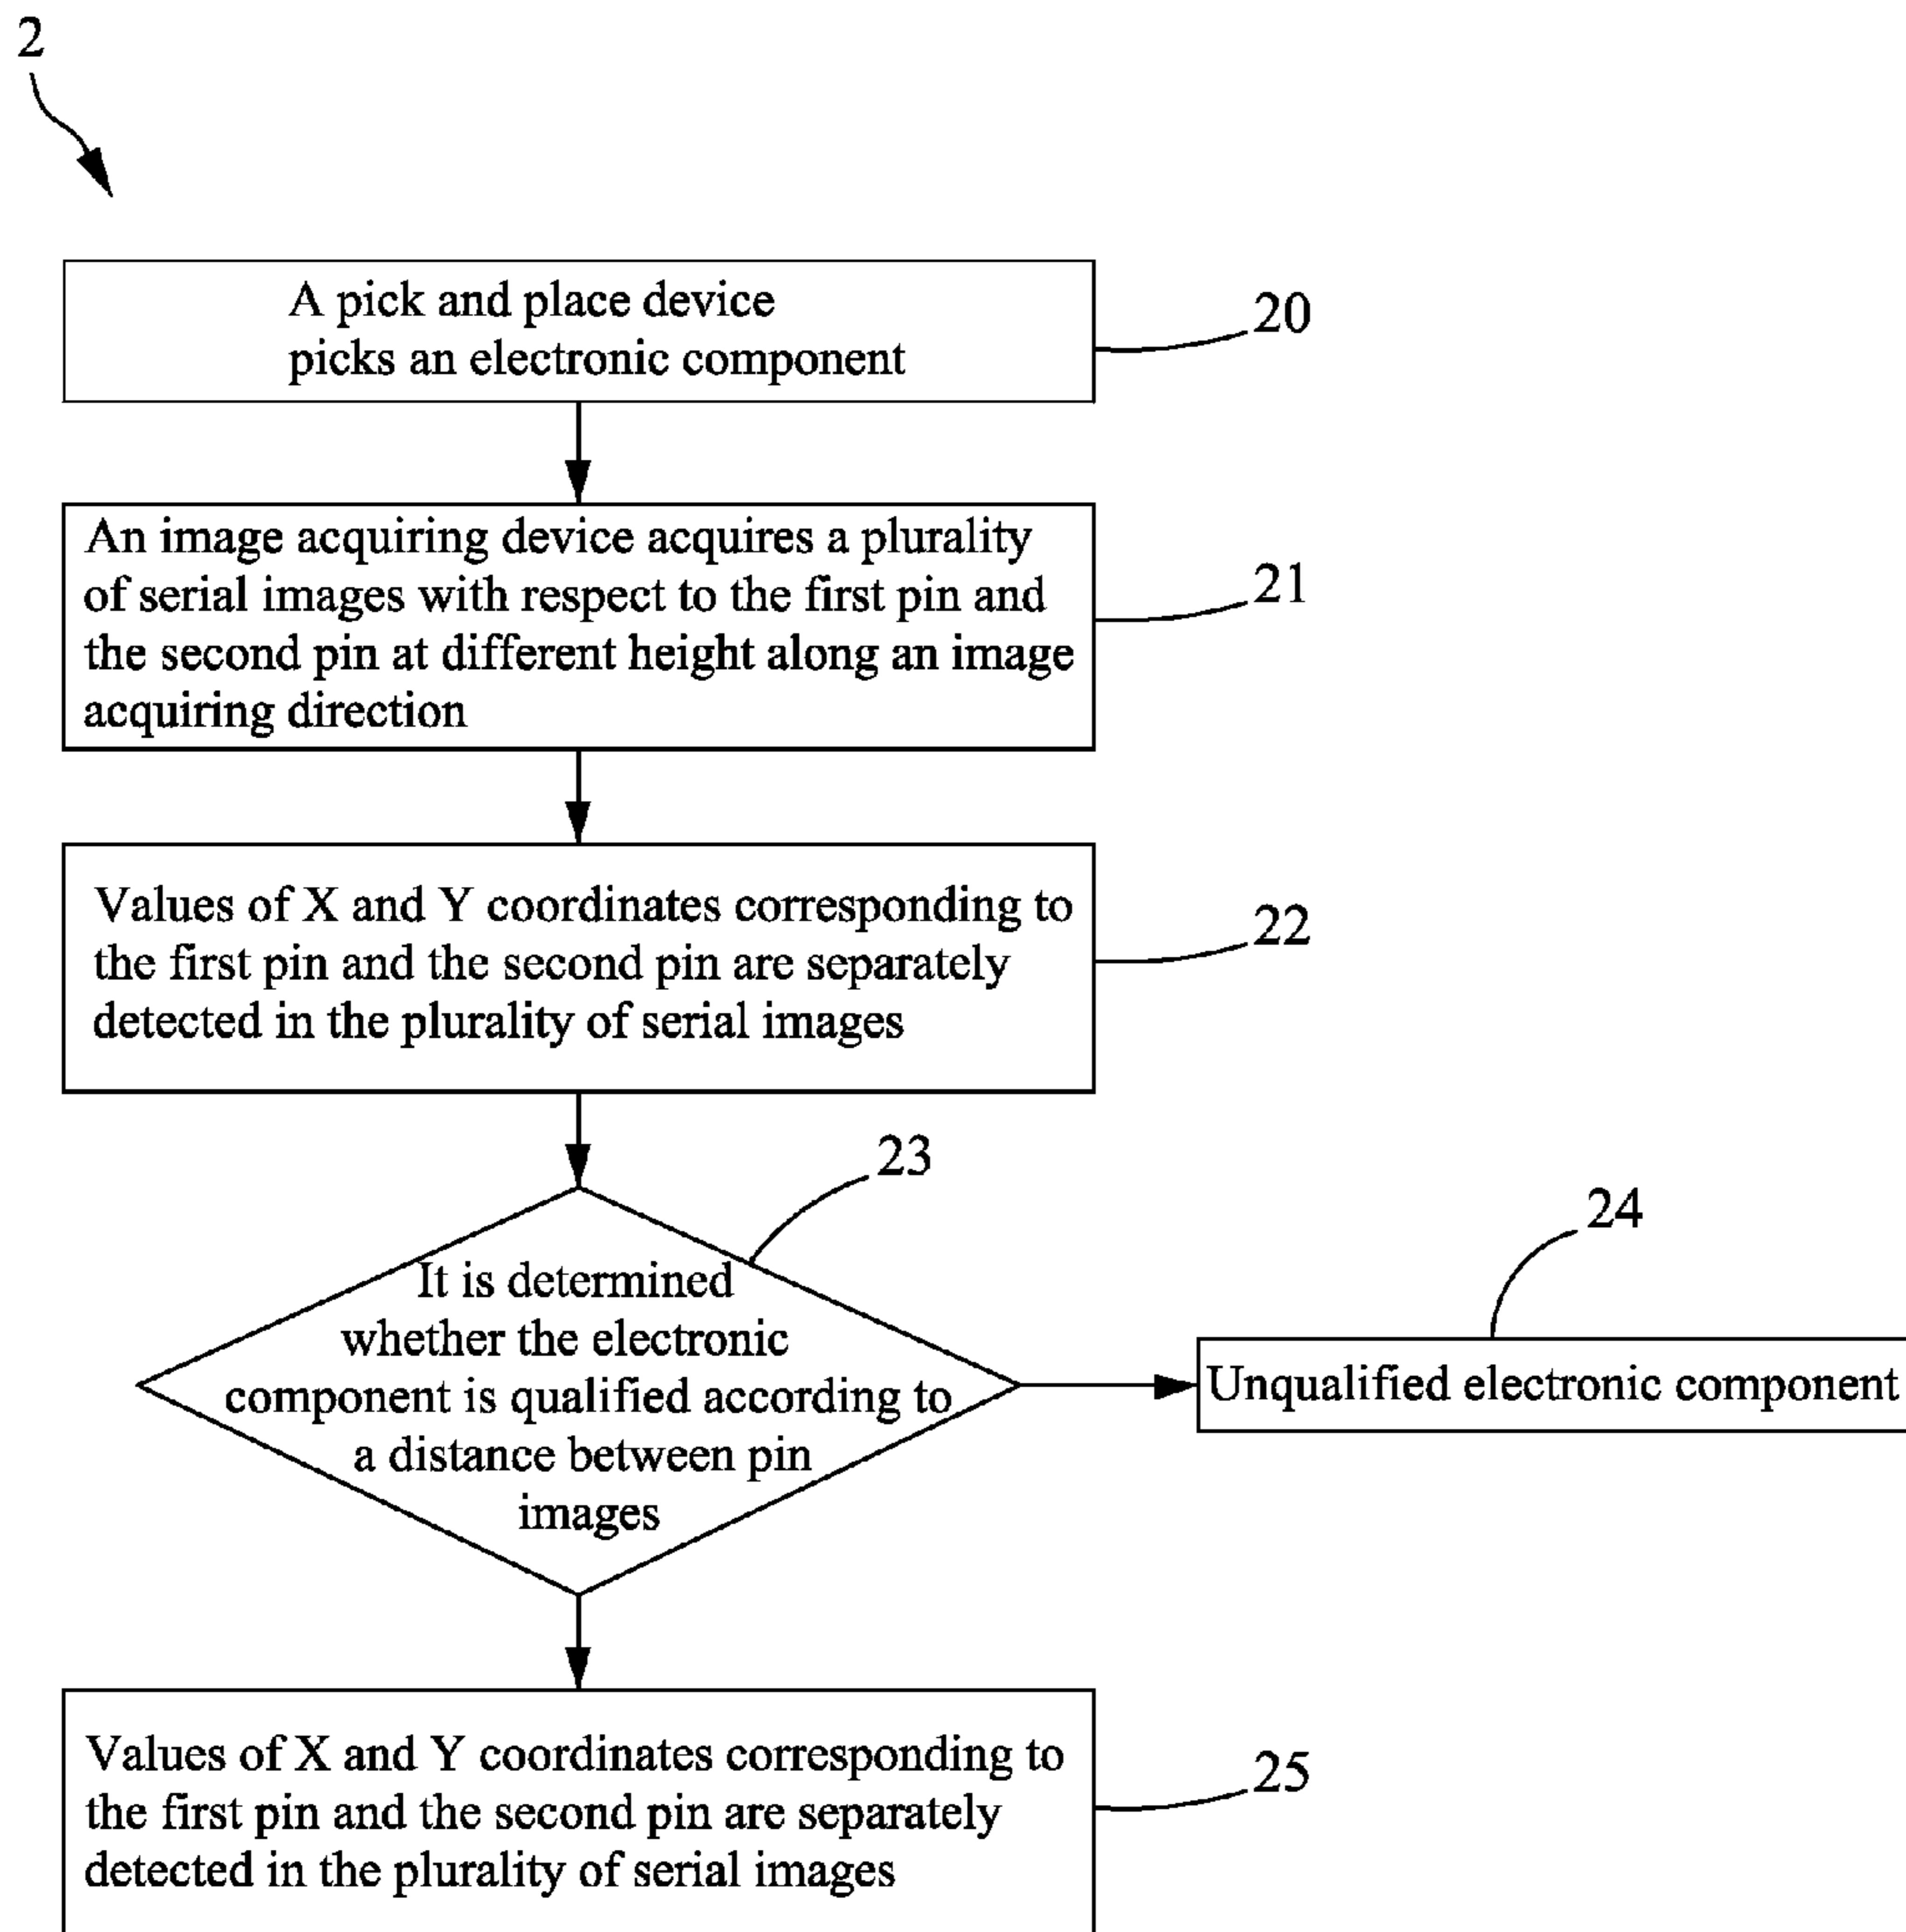 2
A pick and place device
picks an electronic component
20
An image acquiring device acquires a plurality
of serial images with respect to the first pin and
the second pin at different height along an image
acquiring direction
21
Values of X and Y coordinates corresponding to
the first pin and the second pin are separately
detected in the plurality of serial images
22
23
It is determined
whether the electronic
component is qualified according to
a distance between pin
images
24
Unqualified electronic component
Values of X and Y coordinates corresponding to
the first pin and the second pin are separately
detected in the plurality of serial images
25